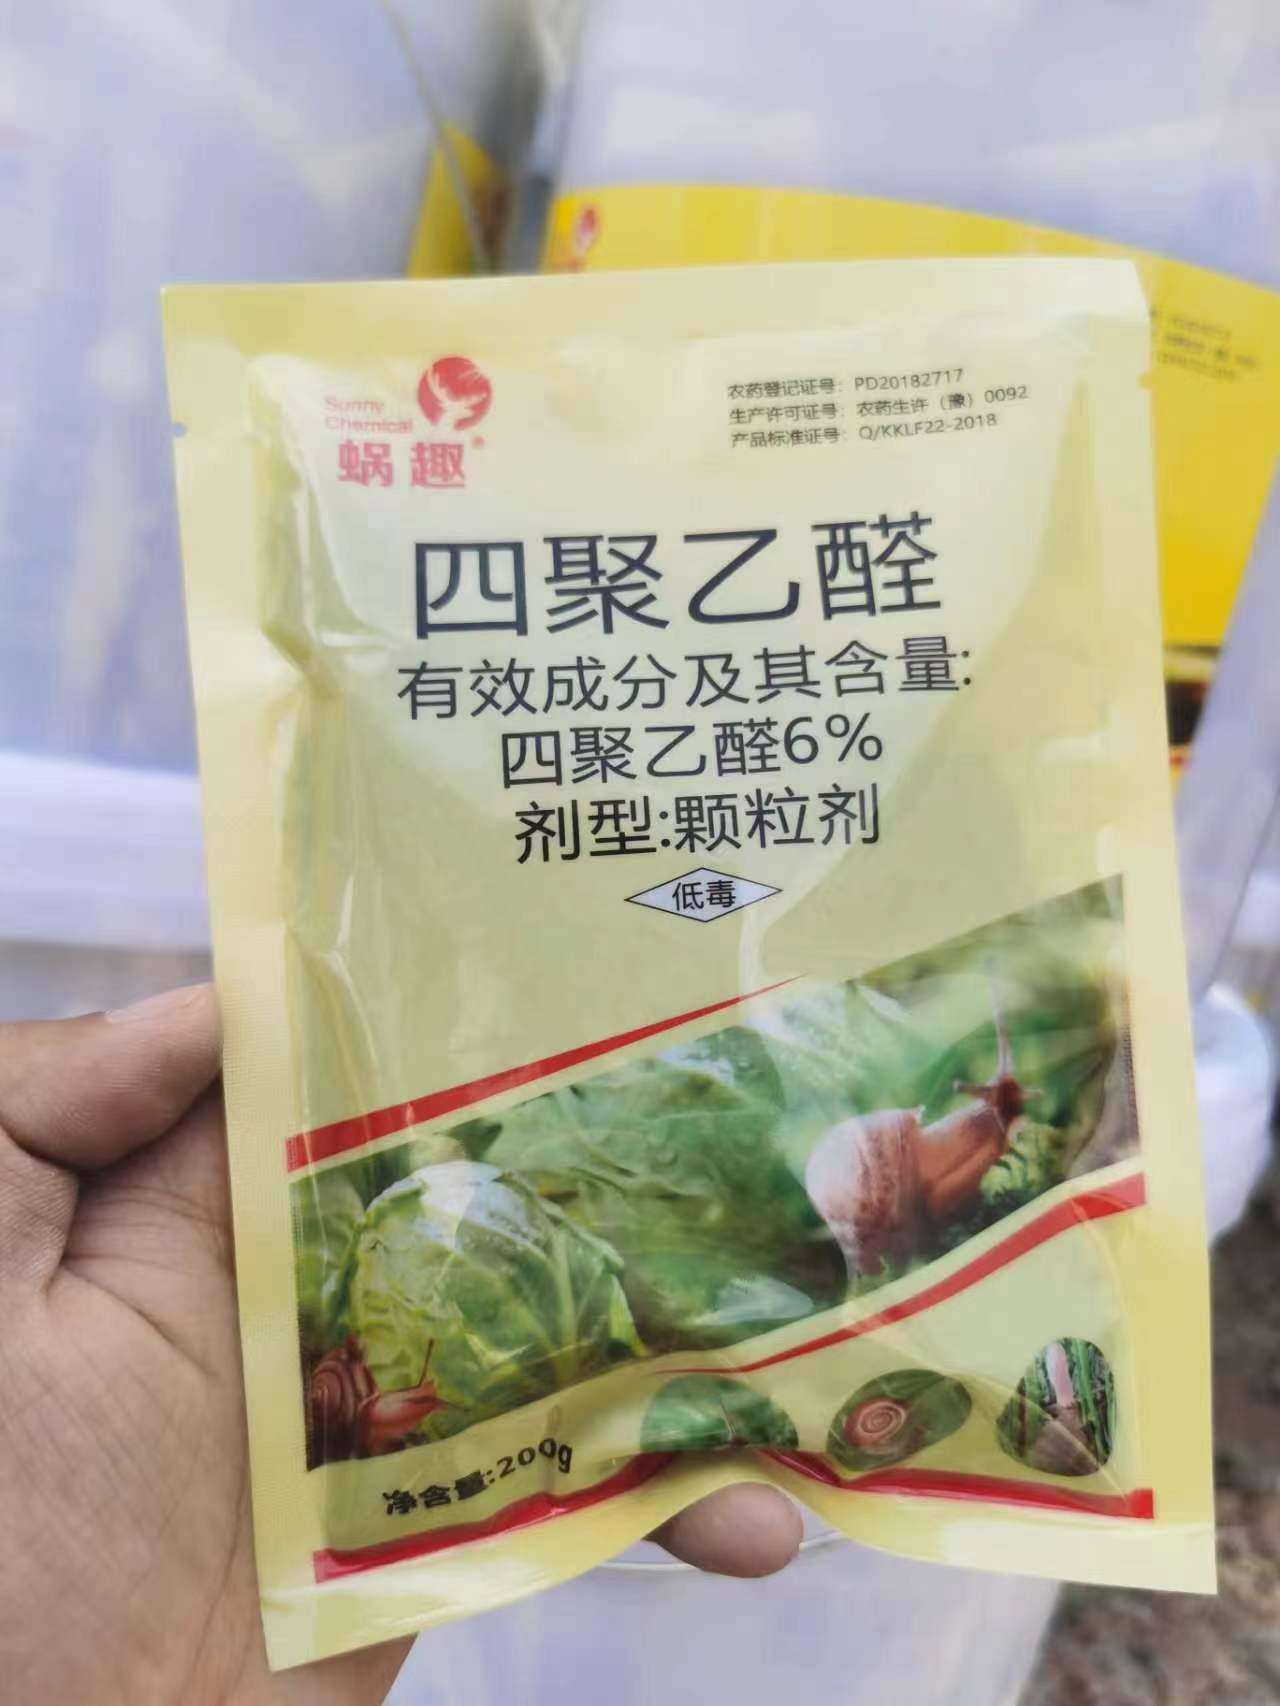 Sunny
Chemical
蜗趣®
农药登记证号：PD20182717
生产许可证号：农药生许（豫）0092
产品标准证号：Q/KKLF22-2018
四聚乙醛
有效成分及其含量:
四聚乙醛6%
剂型:颗粒剂
低毒
净含量:200g